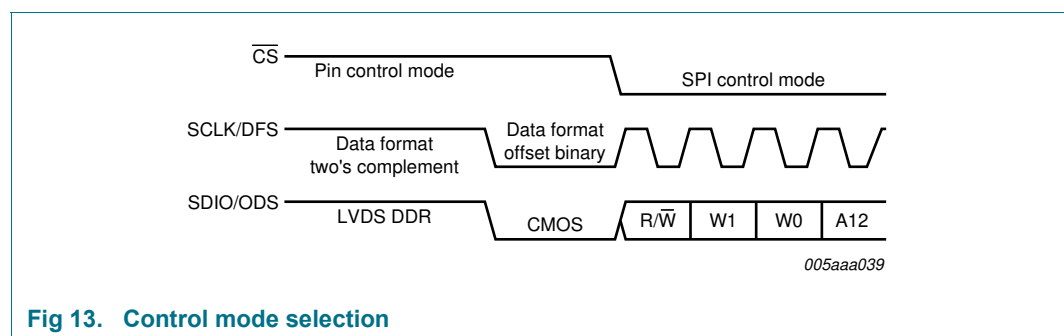 C̅S̅
Pin control mode
SPI control mode
SCLK/DFS
Data format
two's complement
Data format
offset binary
SDIO/ODS
LVDS DDR
CMOS
R/W̅
W1
W0
A12
005aaa039
Fig 13. Control mode selection